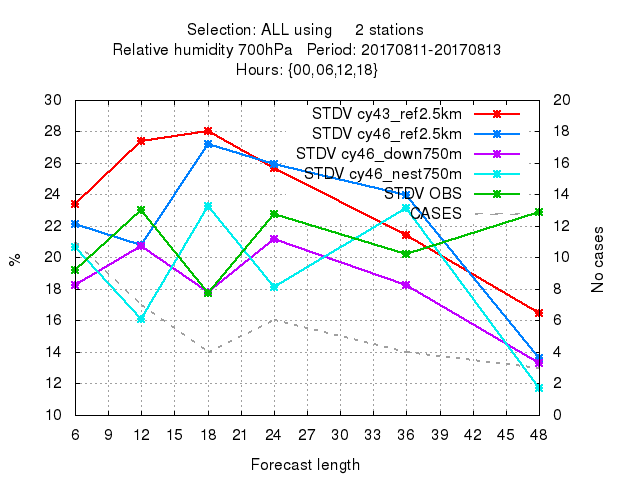 Selection: ALL using 2 stations
Relative humidity 700hPa Period: 20170811-20170813
Hours: {00,06,12,18}
STDV cy43_ref2.5km
STDV cy46_ref2.5km
STDV cy46_down750m
STDV cy46_nest750m
STDV OBS
CASES
30
28
26
24
22
20
18
16
14
12
10
%
20
18
16
14
12
10
8
6
4
2
0
No cases
6 9 12 15 18 21 24 27 30 33 36 39 42 45 48
Forecast length